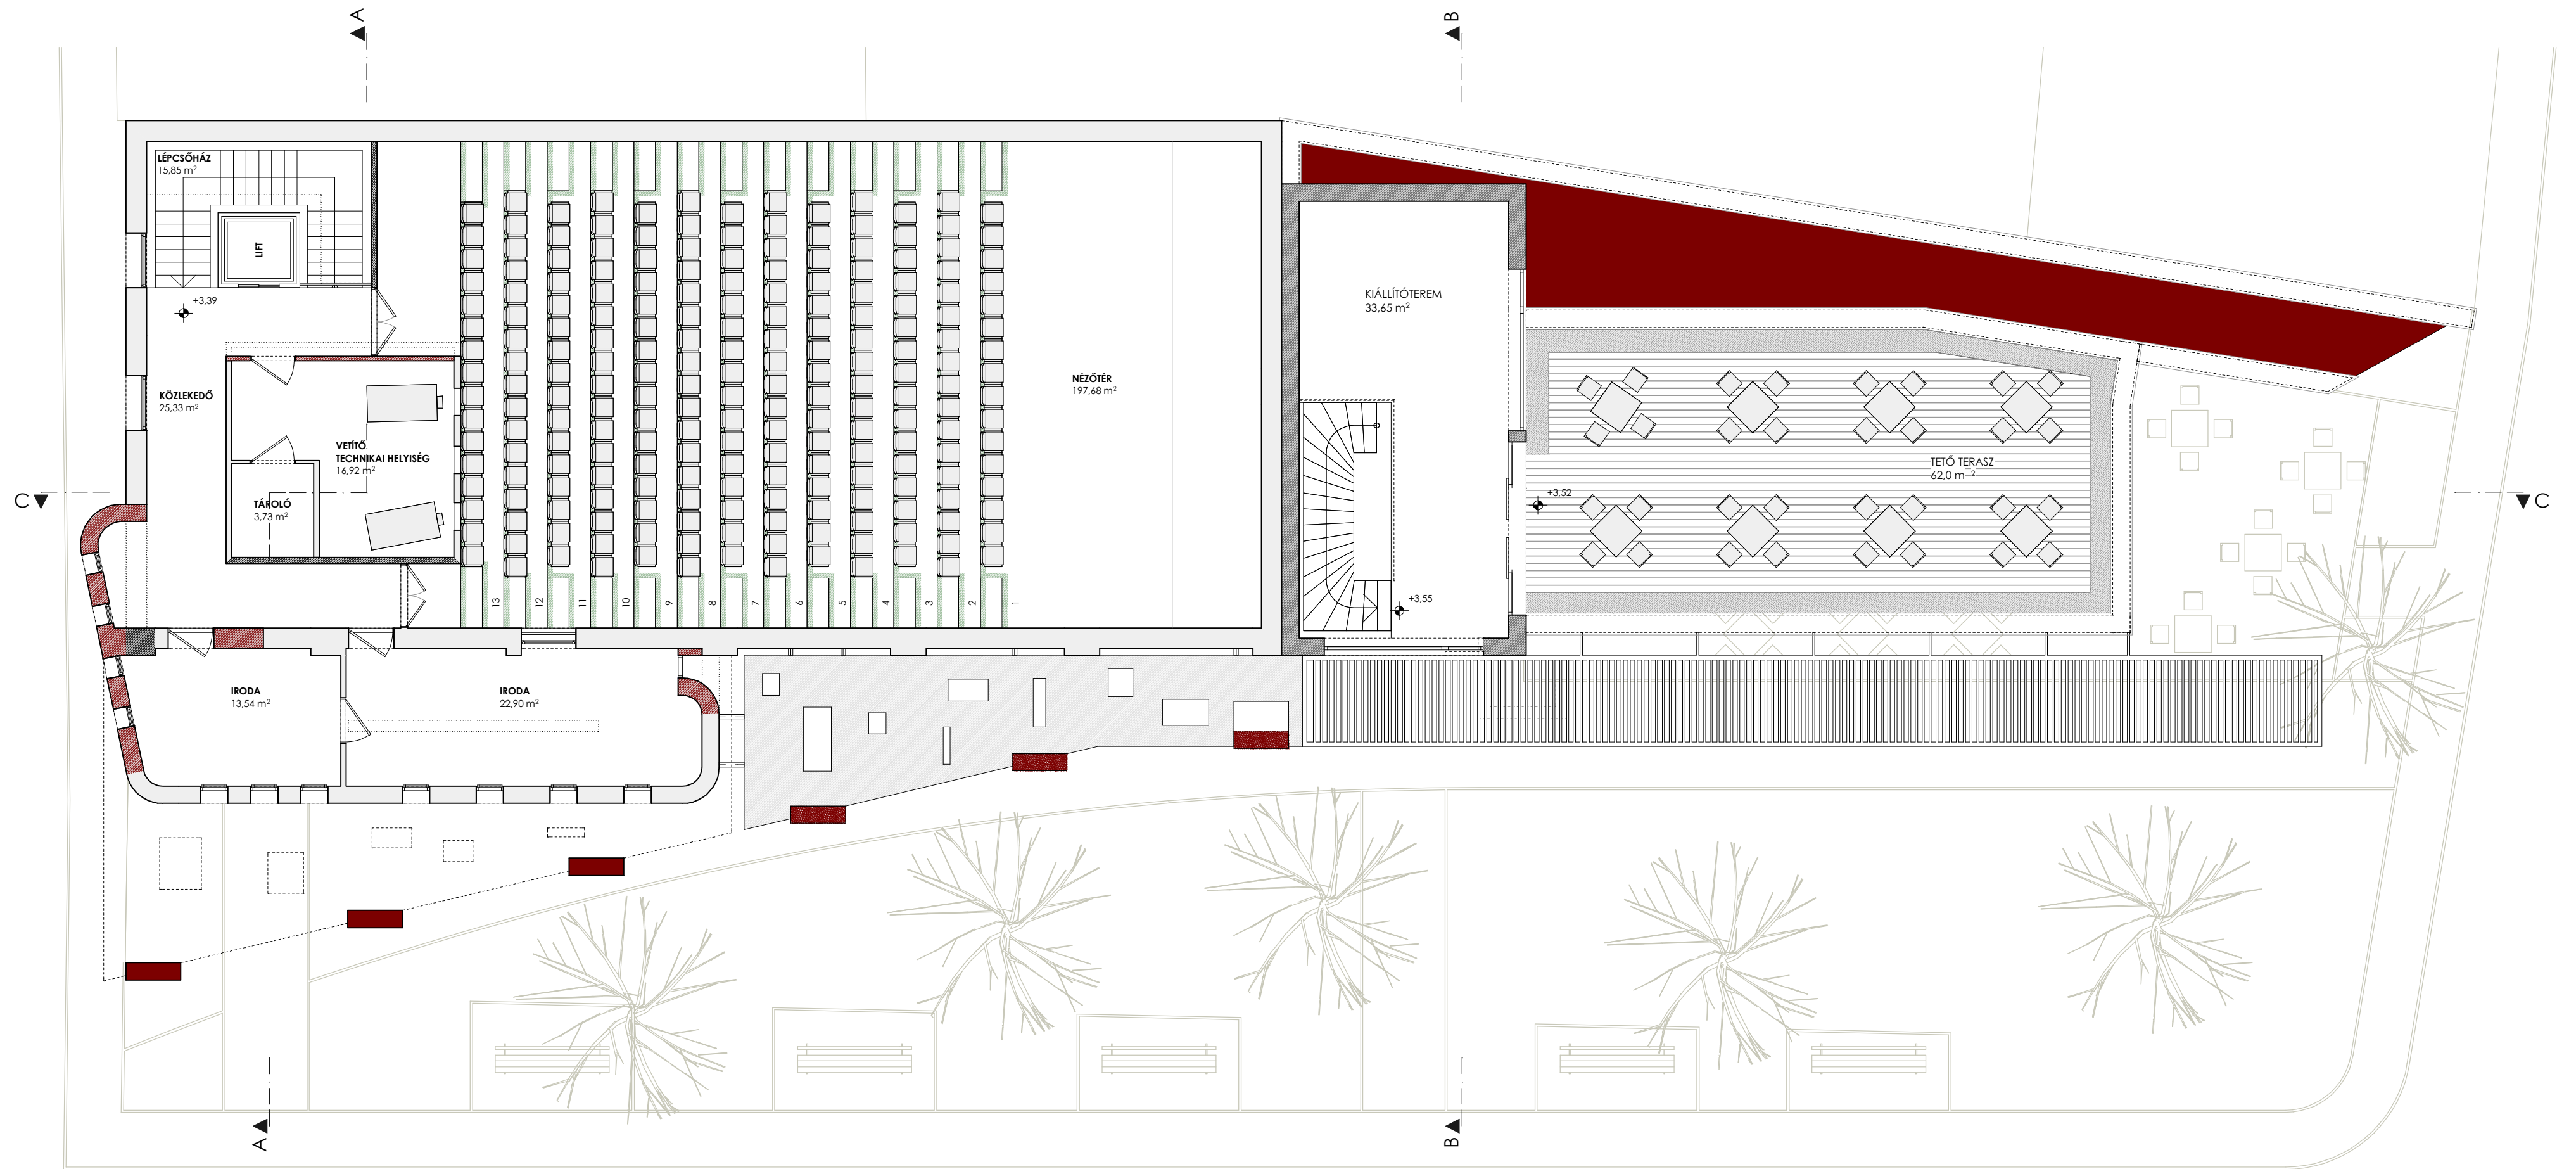 A
B
LÉPCSŐHÁZ
15,85 m²
LIFT
+3,39
KÖZLEKEDŐ
25,33 m²
VETÍTŐ
TECHNIKAI HELYISÉG
16,92 m²
TÁROLÓ
3,73 m²
NÉZŐTÉR
197,68 m²
KIÁLLÍTÓTEREM
33,65 m²
TETŐ TERASZ
62,0 m²
+3,52
+3,55
C
C
13
12
11
10
9
8
7
6
5
4
3
2
1
IRODA
13,54 m²
IRODA
22,90 m²
A
B